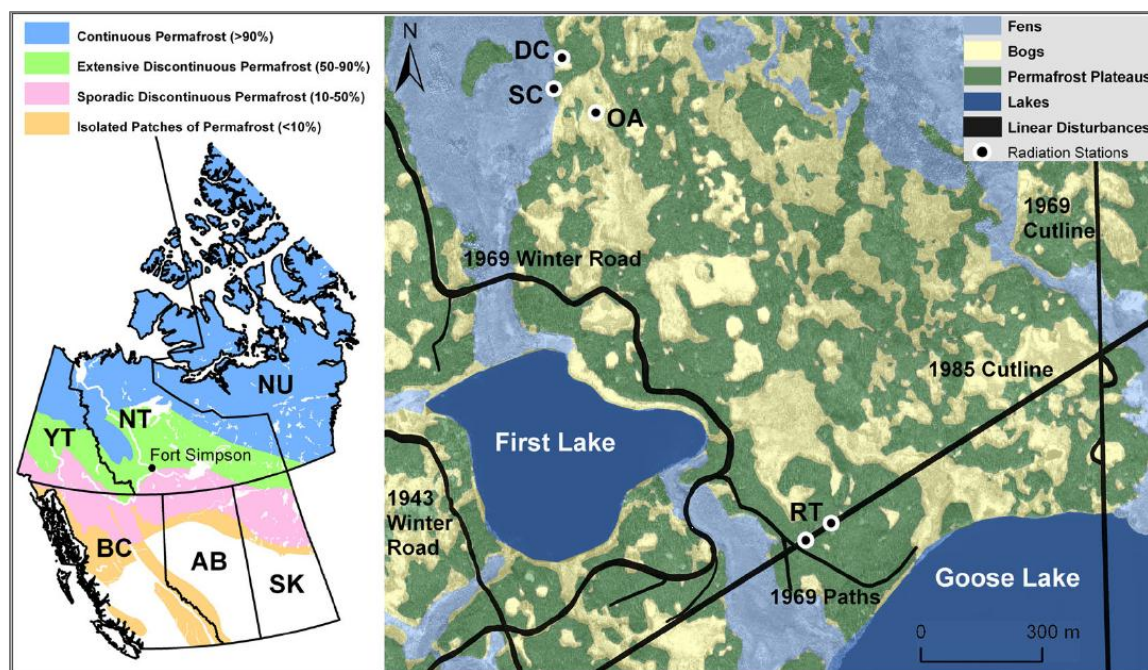 Continuous Permafrost (>90%)
Extensive Discontinuous Permafrost (50-90%)
Sporadic Discontinuous Permafrost (10-50%)
Isolated Patches of Permafrost (<10%)
NU
NT
YT
Fort Simpson
BC
AB
SK
N
DC
SC
OA
Fens
Bogs
Permafrost Plateaus
Lakes
Linear Disturbances
Radiation Stations
1969
Cutline
1969 Winter Road
1985 Cutline
First Lake
1943
Winter
Road
RT
Goose Lake
1969 Paths
0
300 m